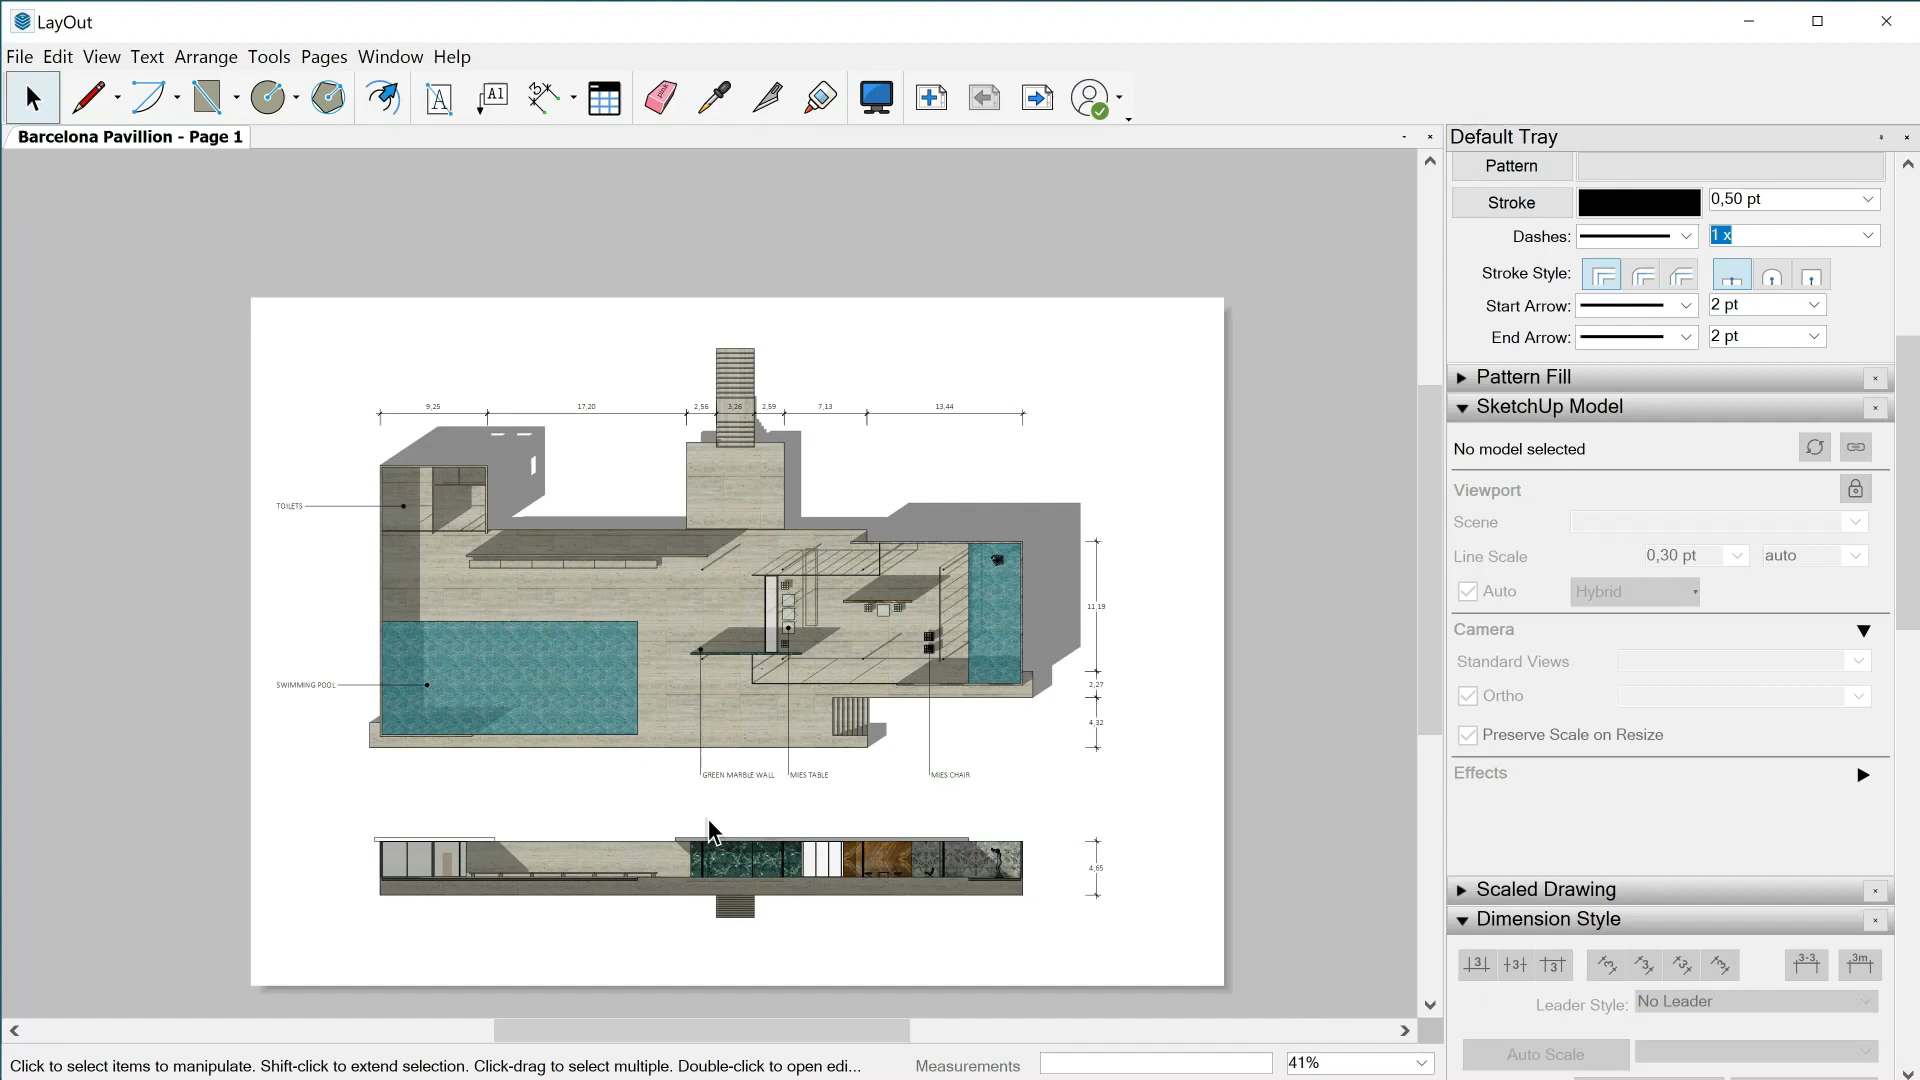 LayOut
File Edit View Text Arrange Tools Pages Window Help
A1
Barcelona Pavillion - Page 1
Default Tray
Pattern
Stroke 0,50 pt
Dashes: 1 x
Stroke Style:
Start Arrow: 2 pt
End Arrow: 2 pt
Pattern Fill
SketchUp Model
No model selected
Viewport
Scene
Line Scale 0,30 pt auto
Auto Hybrid
Camera
Standard Views
Ortho
Preserve Scale on Resize
Effects
Scaled Drawing
Dimension Style
Leader Style: No Leader
Auto Scale
9,25 17,20 2,56 3,26 2,59 7,13 13,44
TOILETS
11,19
SWIMMING POOL
2,27
4,32
GREEN MARBLE WALL MIES TABLE MIES CHAIR
4,65
Click to select items to manipulate. Shift-click to extend selection. Click-drag to select multiple. Double-click to open edi... Measurements 41%